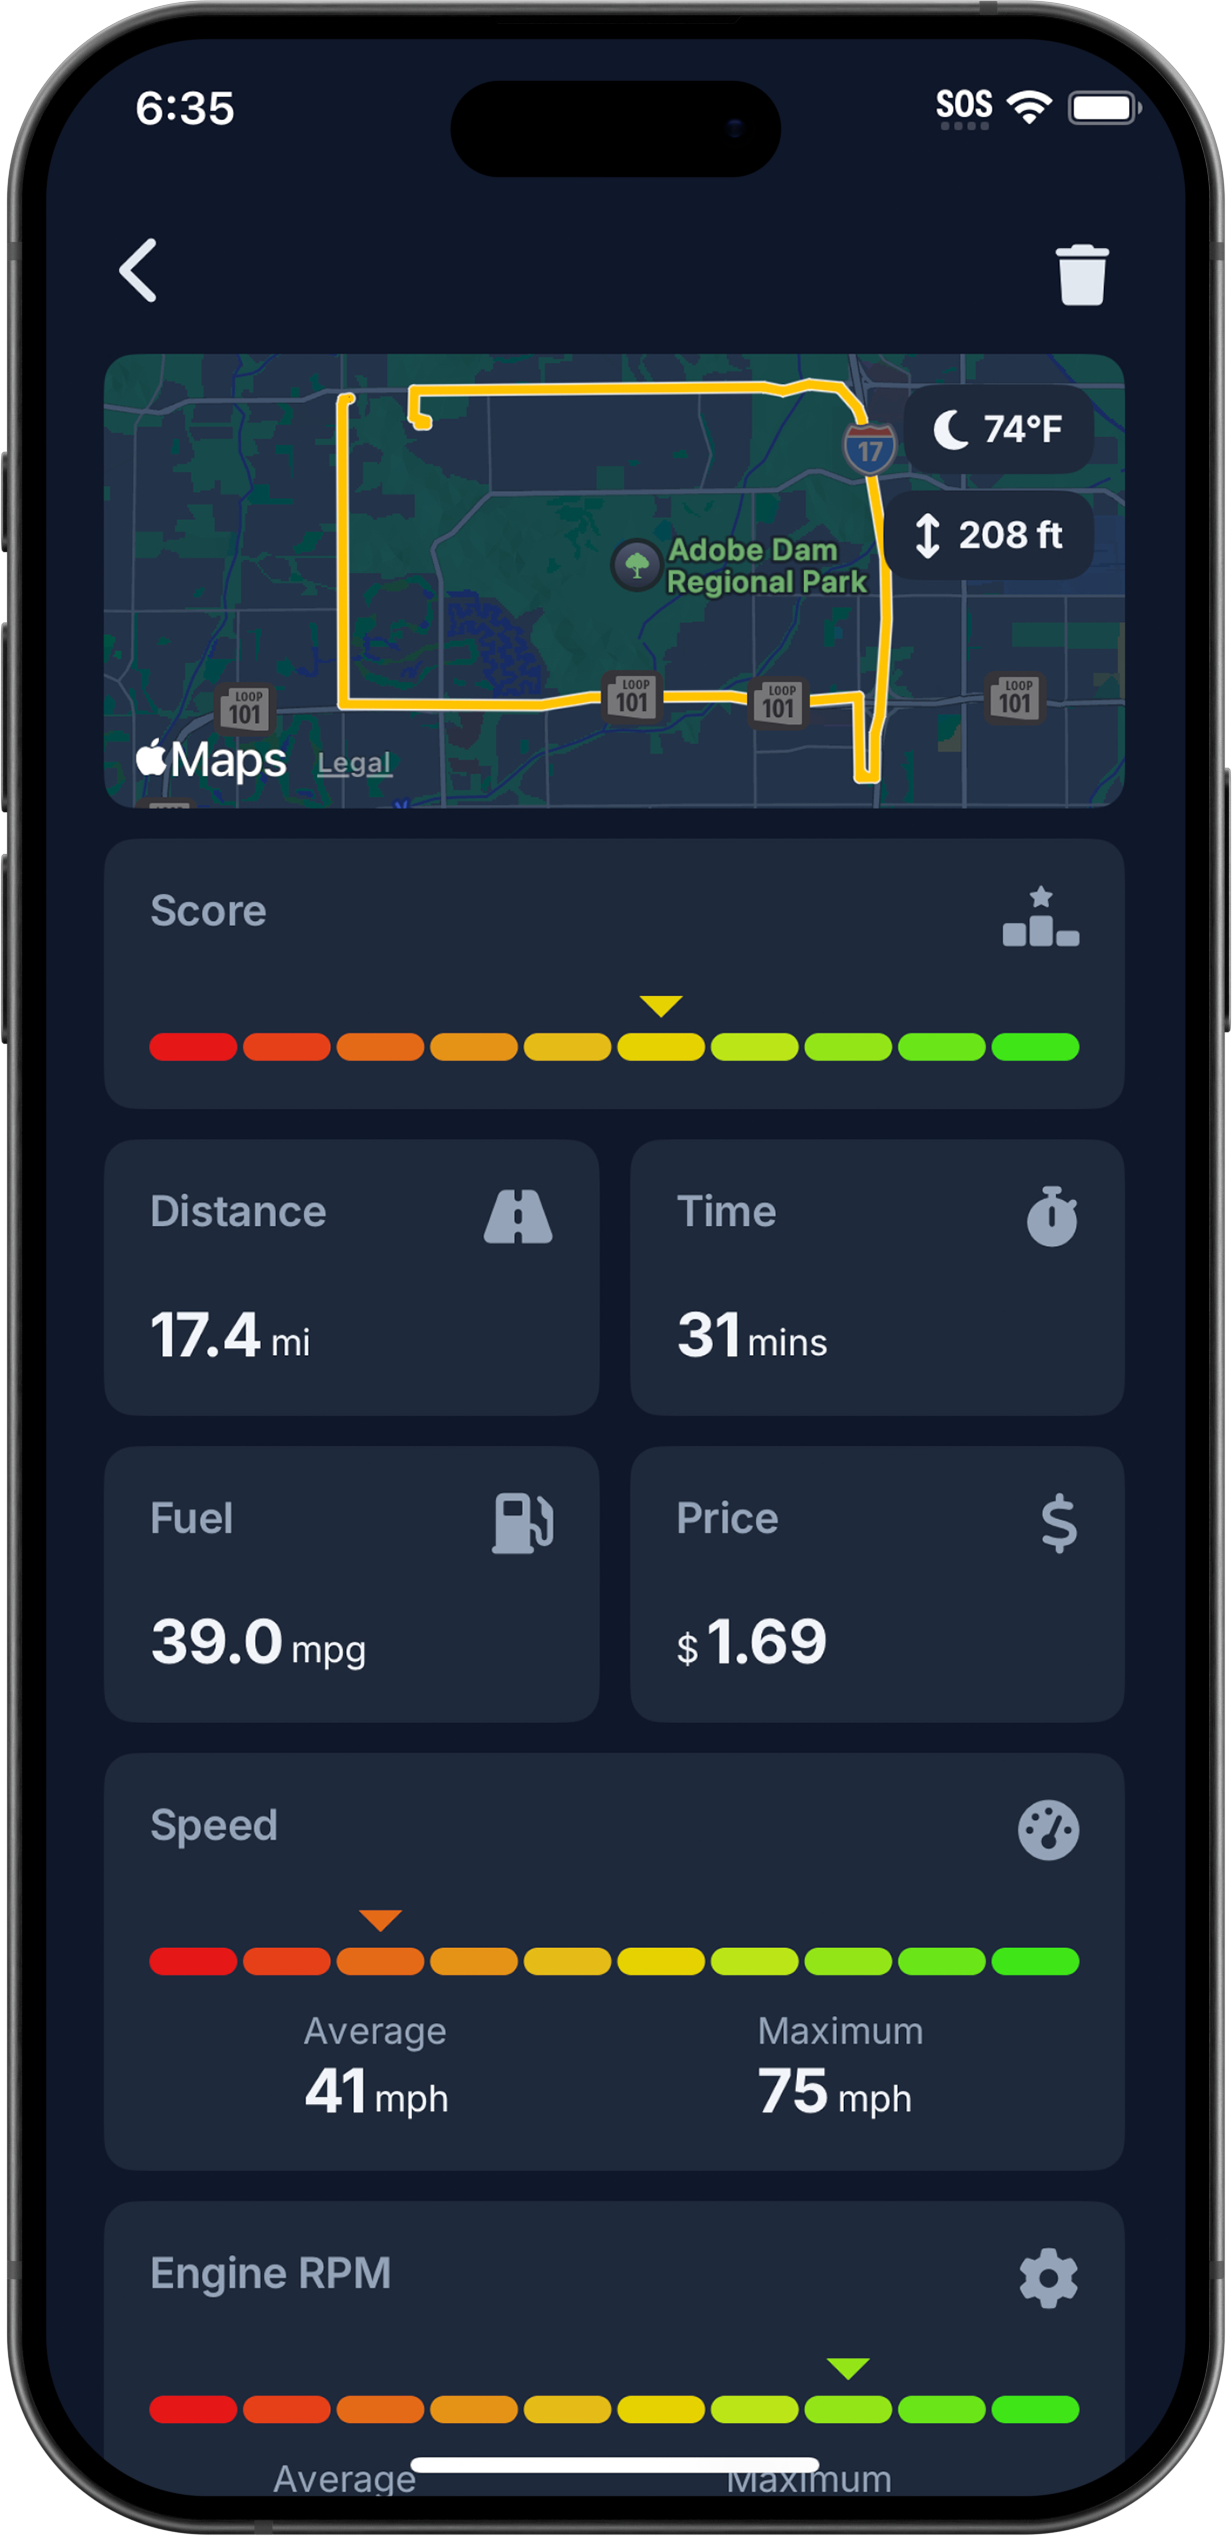 6:35
SOS
17
74°F
208 ft
Adobe Dam
Regional Park
LOOP
101
LOOP
101
LOOP
101
LOOP
101
Maps Legal
Score
Distance
17.4 mi
Time
31 mins
Fuel
39.0 mpg
Price
$ 1.69
Speed
Average
41 mph
Maximum
75 mph
Engine RPM
Average
Maximum